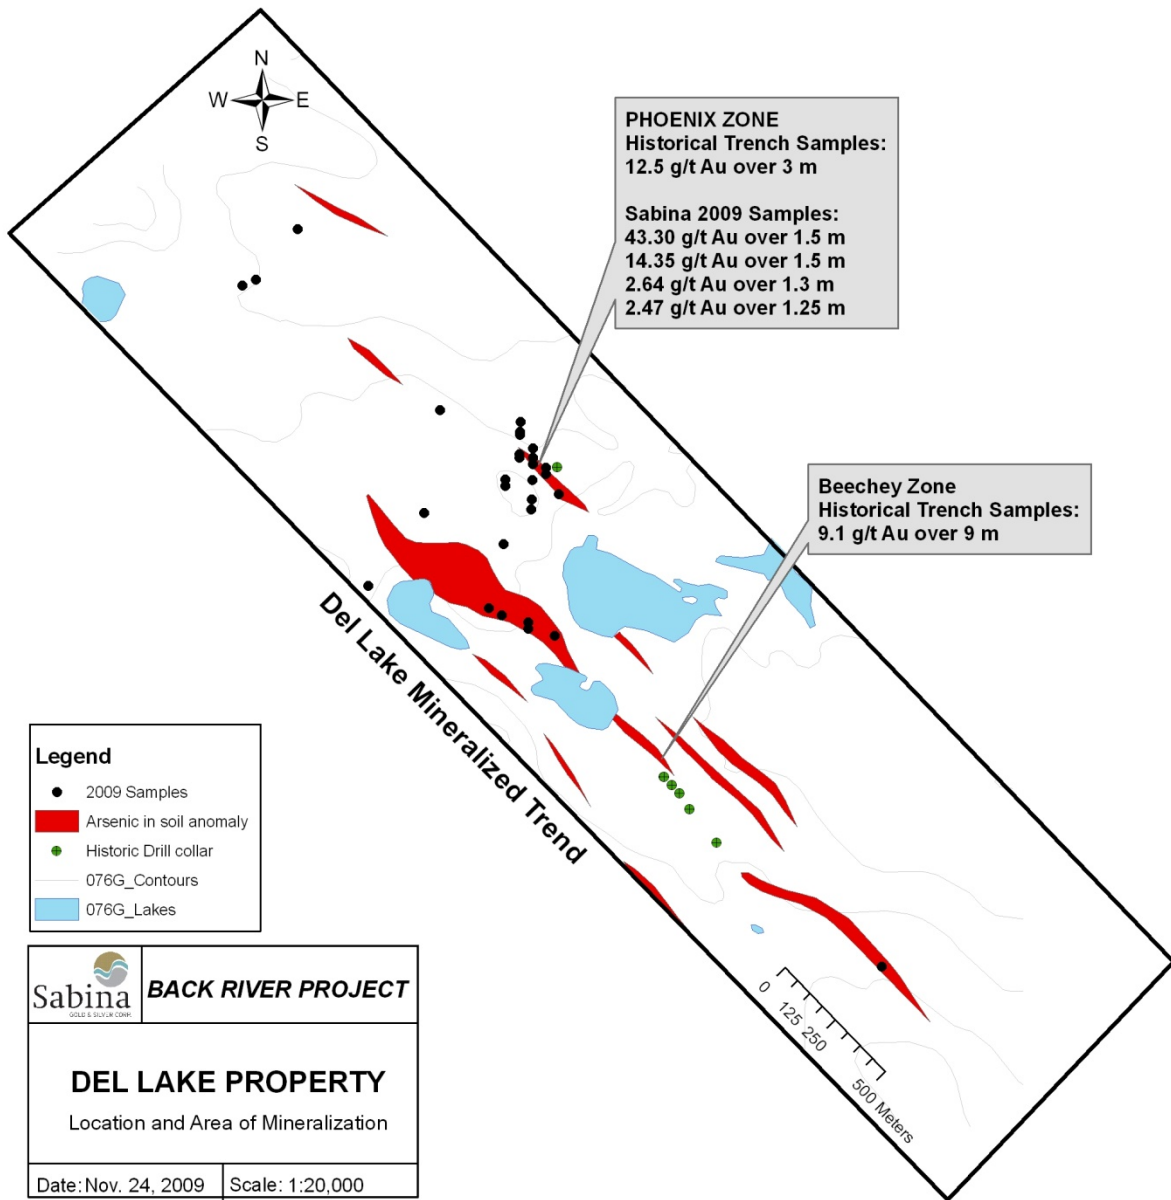 N
W E
S
PHOENIX ZONE
Historical Trench Samples:
12.5 g/t Au over 3 m
Sabina 2009 Samples:
43.30 g/t Au over 1.5 m
14.35 g/t Au over 1.5 m
2.64 g/t Au over 1.3 m
2.47 g/t Au over 1.25 m
Beechey Zone
Historical Trench Samples:
9.1 g/t Au over 9 m
Del Lake Mineralized Trend
Legend
2009 Samples
Arsenic in soil anomaly
Historic Drill collar
076G_Contours
076G_Lakes
0 125 250 500 Meters
Sabina
GOLD & SILVER CORP.
BACK RIVER PROJECT
DEL LAKE PROPERTY
Location and Area of Mineralization
Date: Nov. 24, 2009 Scale: 1:20,000